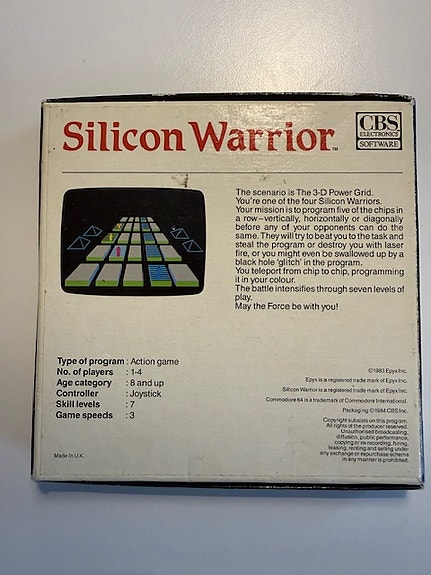 Silicon Warrior™
CBS
ELECTRONICS
SOFTWARE
The scenario is The 3-D Power Grid.
You're one of the four Silicon Warriors.
Your mission is to program five of the chips in
a row–vertically, horizontally or diagonally
before any of your opponents can do the
same. They will try to beat you to the task and
steal the program or destroy you with laser
fire, or you might even be swallowed up by a
black hole 'glitch' in the program.
You teleport from chip to chip, programming
it in your colour.
The battle intensifies through seven levels of
play.
May the Force be with you!
Type of program : Action game
No. of players : 1-4
Age category : 8 and up
Controller : Joystick
Skill levels : 7
Game speeds : 3
©1983 Epyx Inc.
Epyx is a registered trade mark of Epyx Inc.
Silicon Warrior is a registered trade mark of Epyx Inc.
Commodore 64 is a trademark of Commodore International.
Packaging ©1984 CBS Inc.
Copyright subsists on this program.
All rights of the producer reserved.
Unauthorised broadcasting,
diffusion, public performance,
copying or re-recording, hiring,
leasing, renting and selling under
any exchange or repurchase scheme
in any manner is prohibited.
Made in U.K.